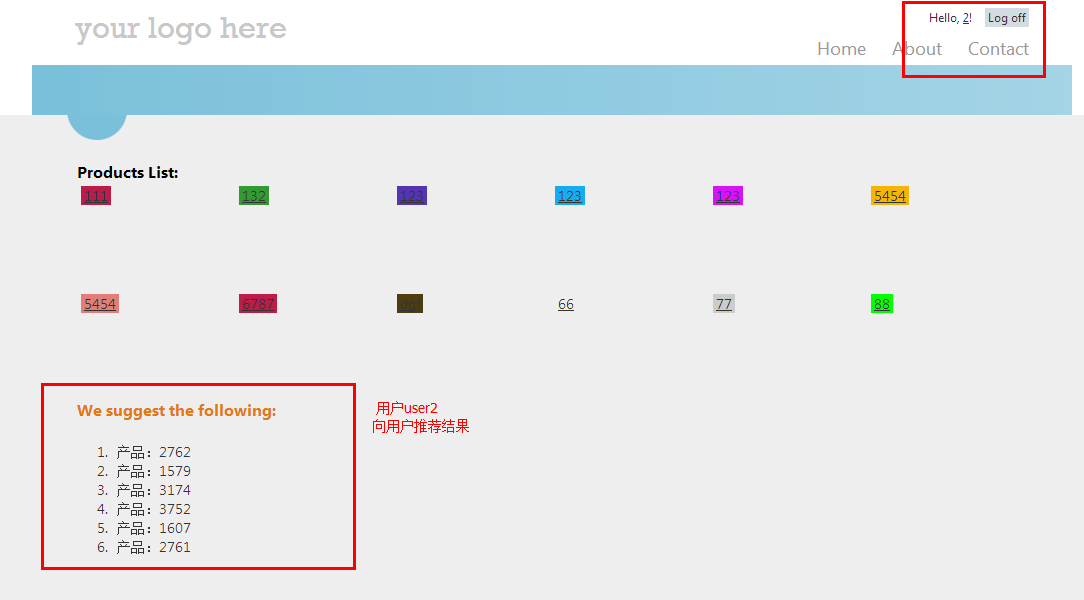 your logo here
Hello, 2! Log off
Home About Contact
Products List:
111 132 123 123 123 5454
5454 6787 66 77 88
We suggest the following:
用户user2
向用户推荐结果
1. 产品：2762
2. 产品：1579
3. 产品：3174
4. 产品：3752
5. 产品：1607
6. 产品：2761